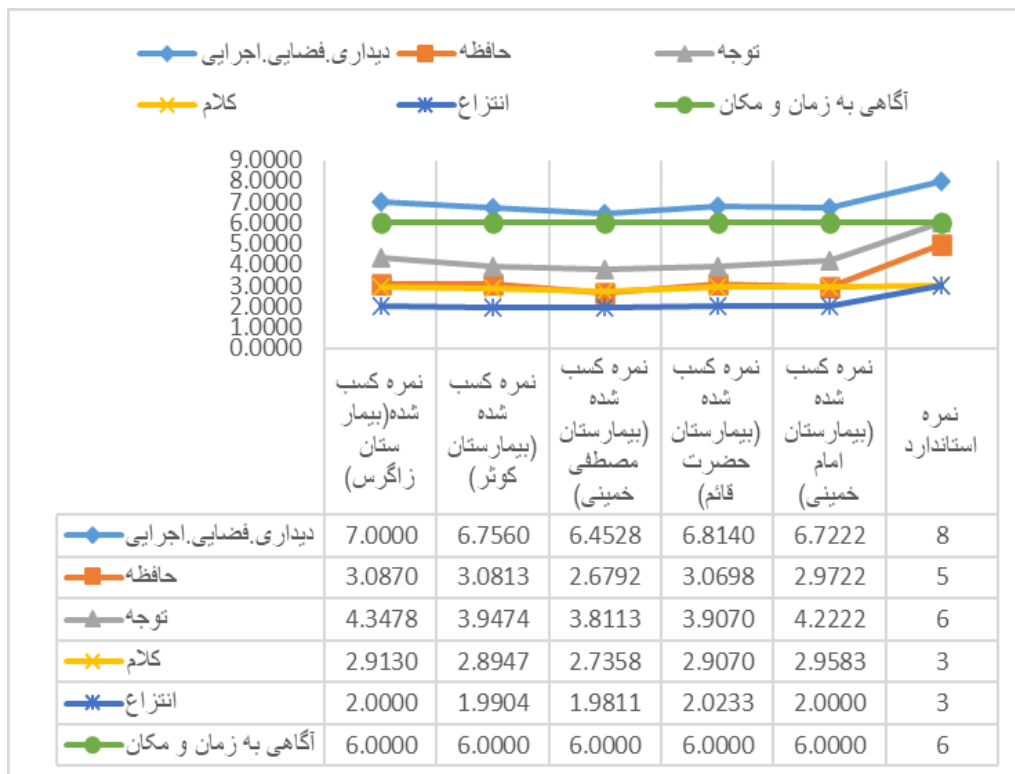 دیداری.فضایی.اجرایی حافظه توجه
کلام انتزاع آگاهی به زمان و مکان
9.0000
8.0000
7.0000
6.0000
5.0000
4.0000
3.0000
2.0000
1.0000
0.0000
نمره کسب
شده(بیمار
ستان
زاگرس)
نمره کسب
شده
(بیمارستان
کوثر)
نمره کسب
شده
(بیمارستان
مصطفی
خمینی)
نمره کسب
شده
(بیمارستان
حضرت
قائم)
نمره کسب
شده
(بیمارستان
امام
خمینی)
نمره
استاندارد
دیداری.فضایی.اجرایی 7.0000 6.7560 6.4528 6.8140 6.7222 8
حافظه 3.0870 3.0813 2.6792 3.0698 2.9722 5
توجه 4.3478 3.9474 3.8113 3.9070 4.2222 6
کلام 2.9130 2.8947 2.7358 2.9070 2.9583 3
انتزاع 2.0000 1.9904 1.9811 2.0233 2.0000 3
آگاهی به زمان و مکان 6.0000 6.0000 6.0000 6.0000 6.0000 6